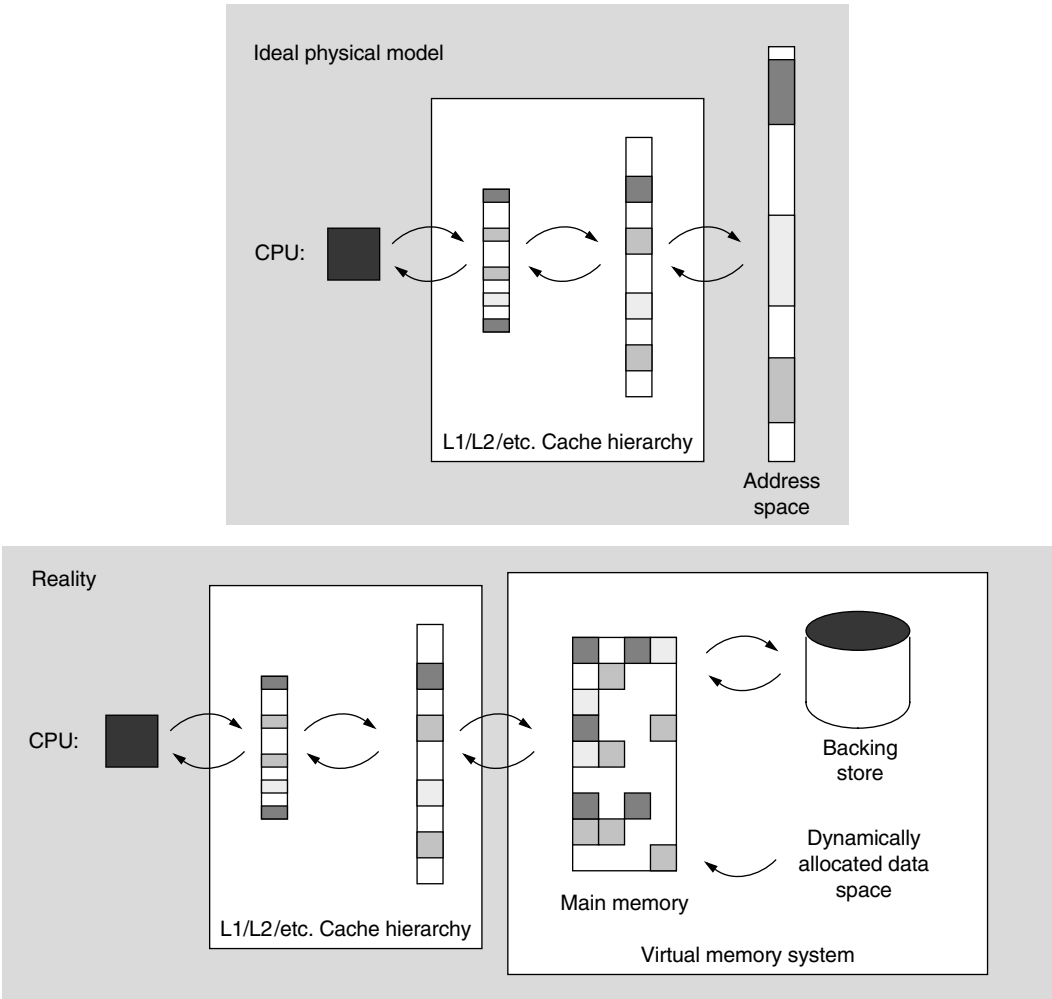 Ideal physical model
CPU:
L1/L2/etc. Cache hierarchy
Address
space
Reality
CPU:
L1/L2/etc. Cache hierarchy
Main memory
Backing
store
Dynamically
allocated data
space
Virtual memory system